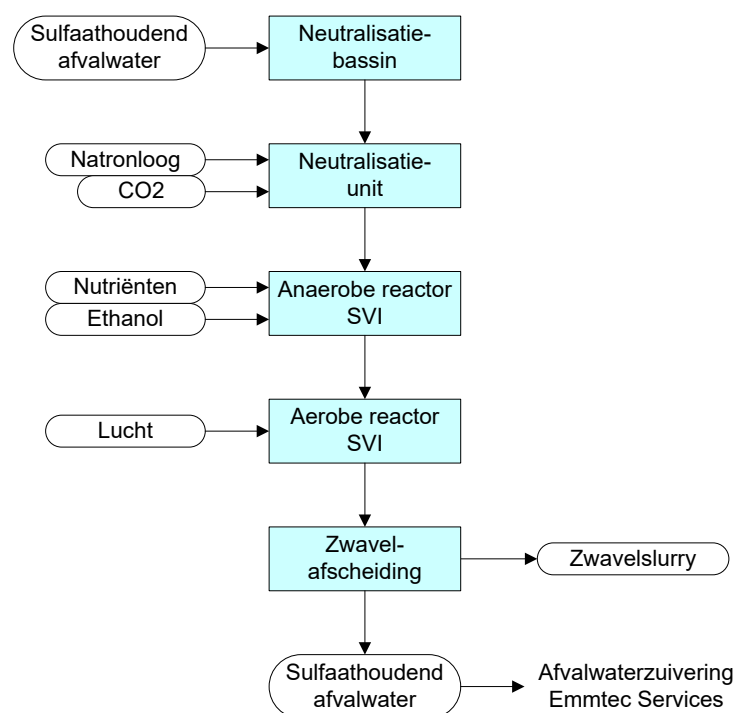 Sulfaathoudend
afvalwater
Neutralisatie-
bassin
Natronloog
CO2
Neutralisatie-
unit
Nutriënten
Ethanol
Anaerobe reactor
SVI
Lucht
Aerobe reactor
SVI
Zwavel-
afscheiding
Zwavelslurry
Sulfaathoudend
afvalwater
Afvalwaterzuivering
Emmtec Services